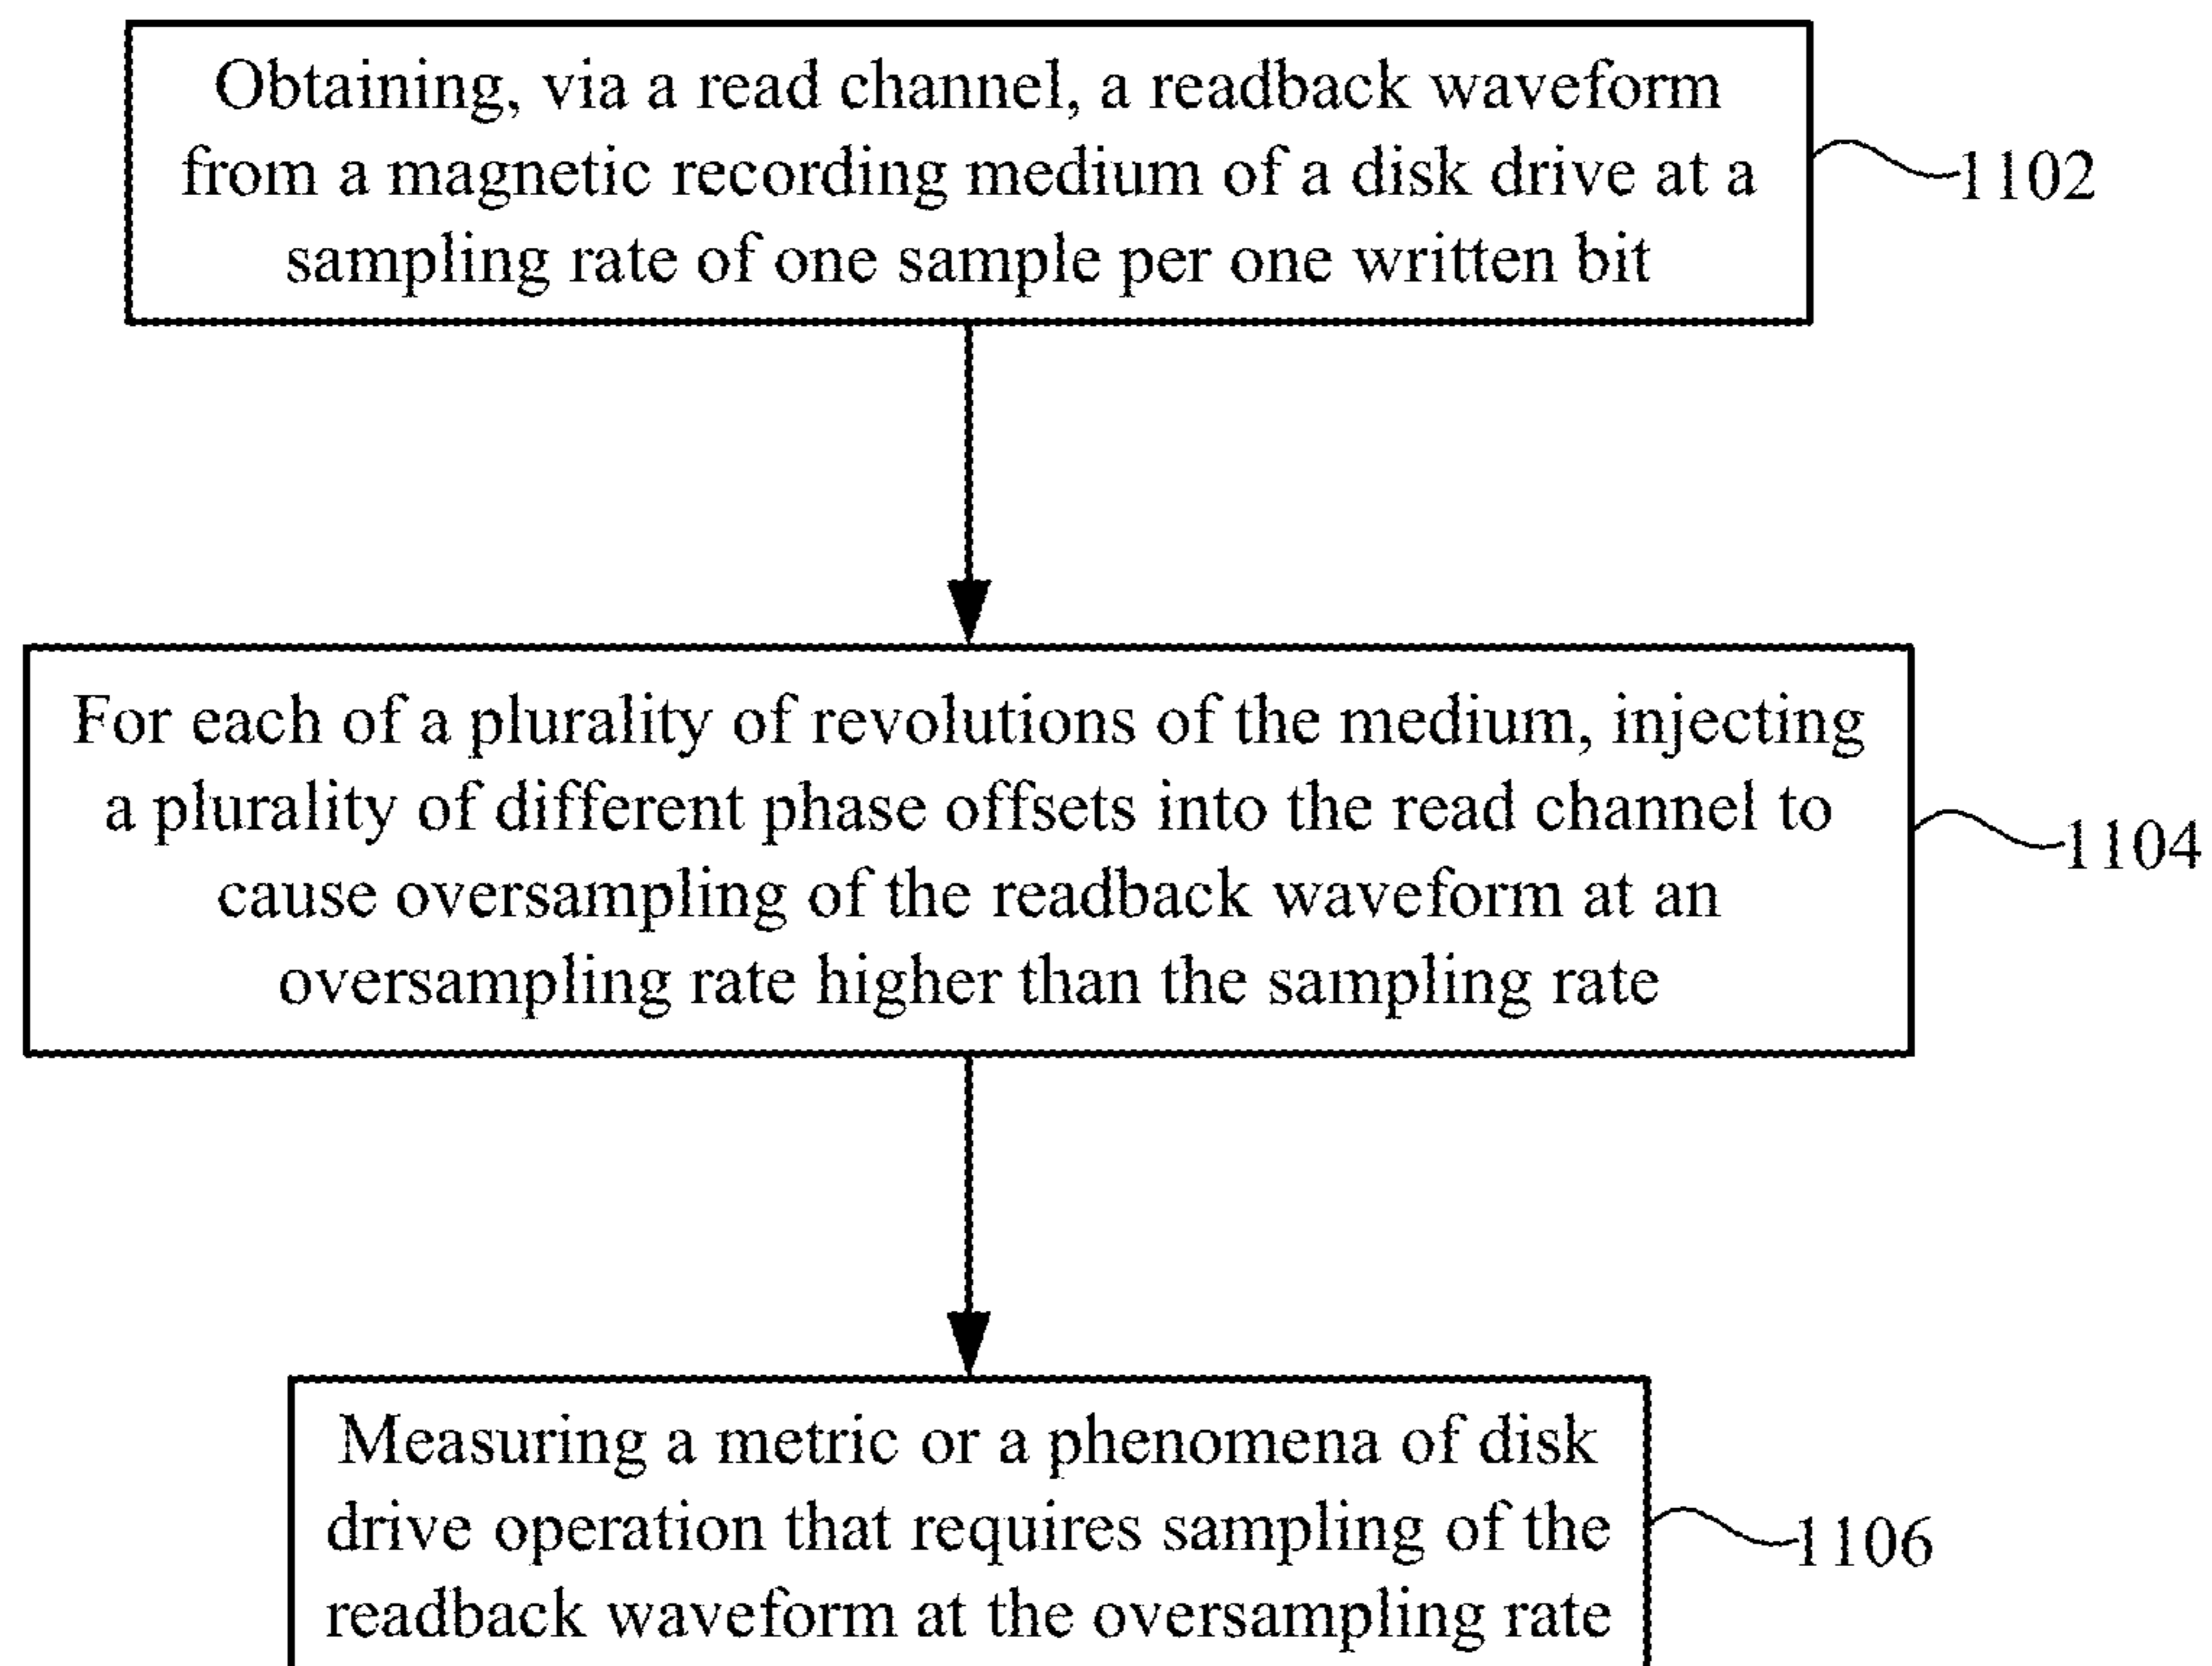 Obtaining, via a read channel, a readback waveform
from a magnetic recording medium of a disk drive at a
sampling rate of one sample per one written bit
1102
For each of a plurality of revolutions of the medium, injecting
a plurality of different phase offsets into the read channel to
cause oversampling of the readback waveform at an
oversampling rate higher than the sampling rate
1104
Measuring a metric or a phenomena of disk
drive operation that requires sampling of the
readback waveform at the oversampling rate
1106